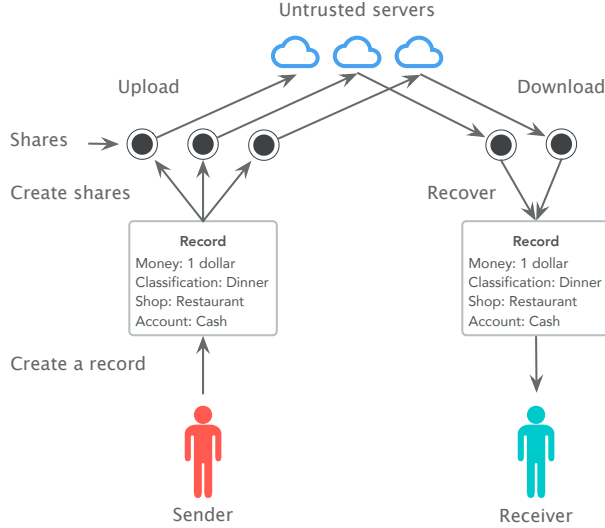 Untrusted servers
Upload
Download
Shares
Create shares
Recover
Record
Money: 1 dollar
Classification: Dinner
Shop: Restaurant
Account: Cash
Record
Money: 1 dollar
Classification: Dinner
Shop: Restaurant
Account: Cash
Create a record
Sender
Receiver